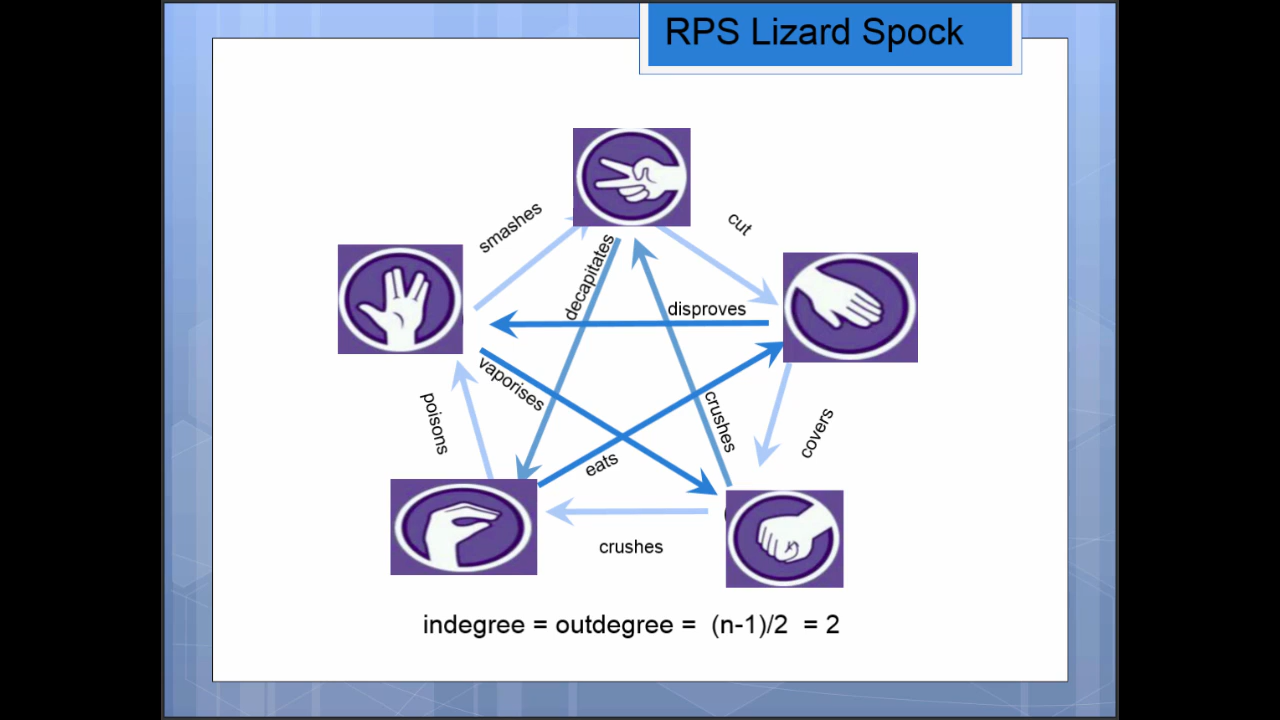 RPS Lizard Spock
smashes
cut
decapitates
disproves
vaporises
poisons
crushes
covers
eats
crushes
indegree = outdegree = (n-1)/2 = 2